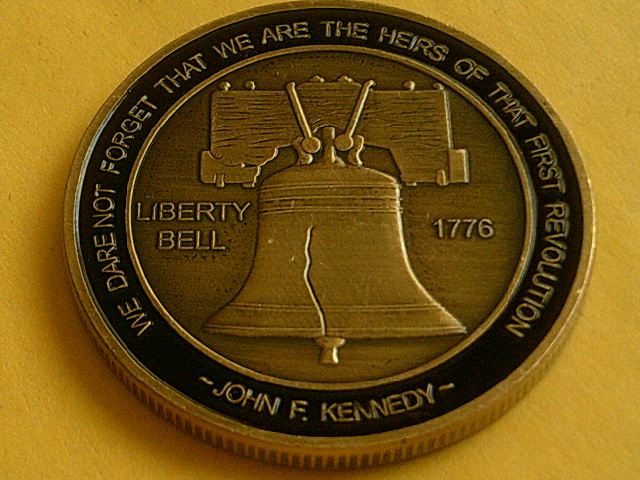 WE DARE NOT FORGET THAT WE ARE THE HEIRS OF THAT FIRST REVOLUTION
LIBERTY
BELL
1776
~ JOHN F. KENNEDY ~